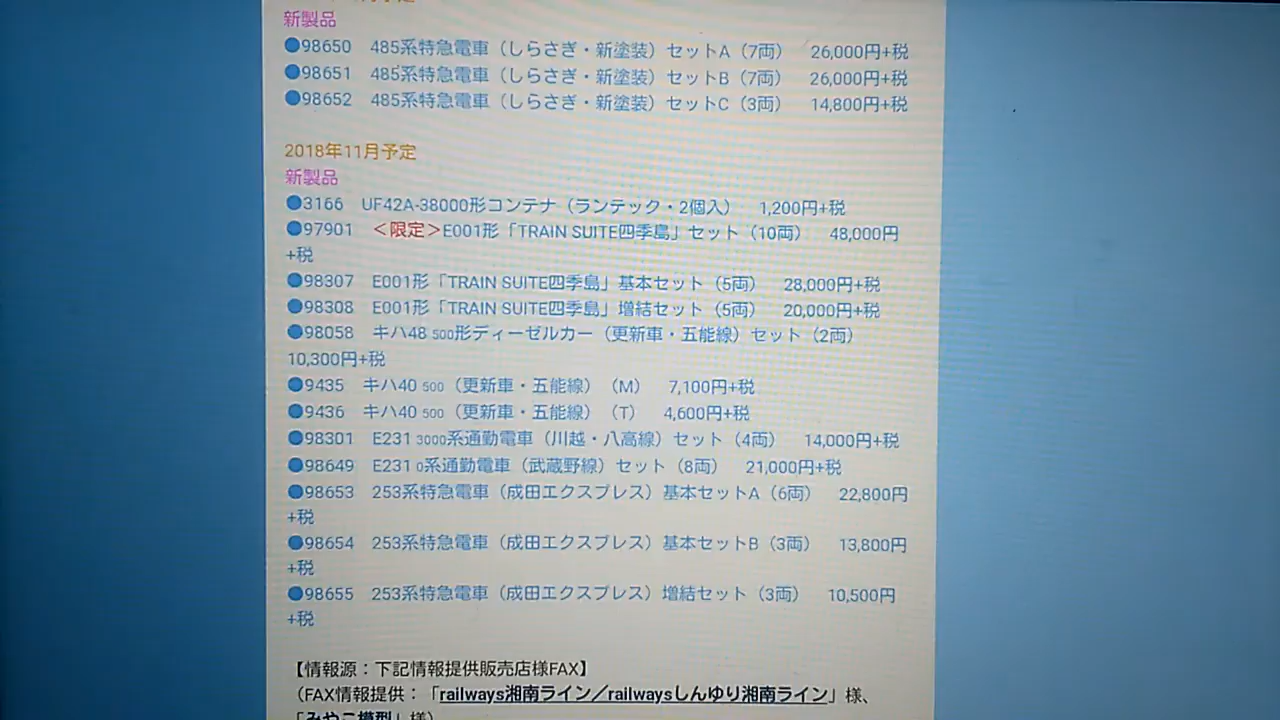 新製品
●98650 485系特急電車（しらさぎ・新塗装）セットA（7両） 26,000円+税
●98651 485系特急電車（しらさぎ・新塗装）セットB（7両） 26,000円+税
●98652 485系特急電車（しらさぎ・新塗装）セットC（3両） 14,800円+税
2018年11月予定
新製品
●3166 UF42A-38000形コンテナ（ランテック・2個入） 1,200円+税
●97901 ＜限定＞E001形「TRAIN SUITE四季島」セット（10両） 48,000円
+税
●98307 E001形「TRAIN SUITE四季島」基本セット（5両） 28,000円+税
●98308 E001形「TRAIN SUITE四季島」増結セット（5両） 20,000円+税
●98058 キハ48 500形ディーゼルカー（更新車・五能線）セット（2両）
10,300円+税
●9435 キハ40 500（更新車・五能線）（M） 7,100円+税
●9436 キハ40 500（更新車・五能線）（T） 4,600円+税
●98301 E231 3000系通勤電車（川越・八高線）セット（4両） 14,000円+税
●98649 E231 0系通勤電車（武蔵野線）セット（8両） 21,000円+税
●98653 253系特急電車（成田エクスプレス）基本セットA（6両） 22,800円
+税
●98654 253系特急電車（成田エクスプレス）基本セットB（3両） 13,800円
+税
●98655 253系特急電車（成田エクスプレス）増結セット（3両） 10,500円
+税
【情報源：下記情報提供販売店様FAX】
（FAX情報提供：「railways湘南ライン／railwaysしんゆり湘南ライン」様、
「みやこ模型」様）